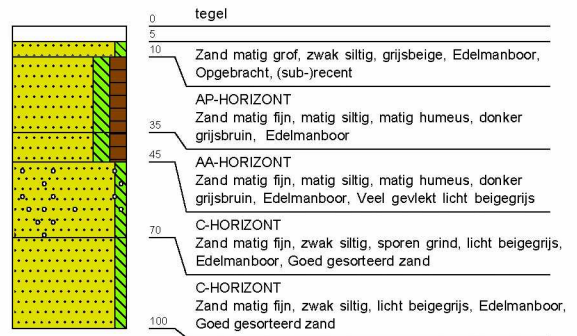 0
tegel
5
10
Zand matig grof, zwak siltig, grijsbeige, Edelmanboor,
Opgebracht, (sub-)recent
AP-HORIZONT
Zand matig fijn, matig siltig, matig humeus, donker
35
grijsbruin, Edelmanboor
45
AA-HORIZONT
Zand matig fijn, matig siltig, matig humeus, donker
grijsbruin, Edelmanboor, Veel gevlekt licht beigegrijs
C-HORIZONT
70
Zand matig fijn, zwak siltig, sporen grind, licht beigegrijs,
Edelmanboor, Goed gesorteerd zand
C-HORIZONT
Zand matig fijn, zwak siltig, licht beigegrijs, Edelmanboor,
100
Goed gesorteerd zand